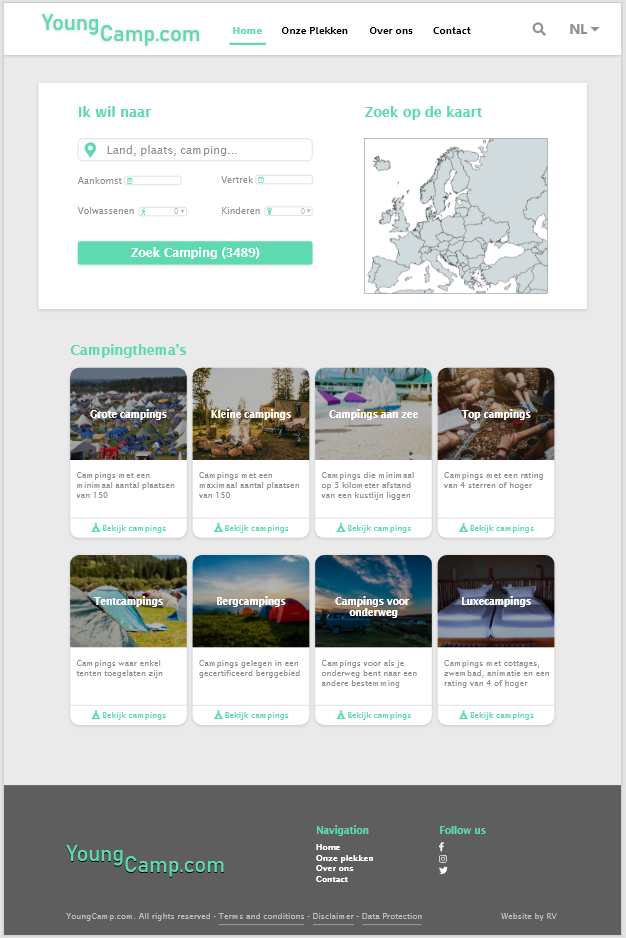 YoungCamp.com
Home Onze Plekken Over ons Contact NL
Ik wil naar
Zoek op de kaart
Land, plaats, camping...
Aankomst Vertrek
Volwassenen 0 Kinderen 0
Zoek Camping (3489)
Campingthema's
Grote campings
Campings met een
minimaal aantal plaatsen
van 150
Bekijk campings
Kleine campings
Campings met een
maximaal aantal plaatsen
van 150
Bekijk campings
Campings aan zee
Campings die minimaal
op 3 kilometer afstand
van een kustlijn liggen
Bekijk campings
Top campings
Campings met een rating
van 4 sterren of hoger
Bekijk campings
Tentcampings
Campings waar enkel
tenten toegelaten zijn
Bekijk campings
Bergcampings
Campings gelegen in een
gecertificeerd berggebied
Bekijk campings
Campings voor
onderweg
Campings voor als je
onderweg bent naar een
andere bestemming
Bekijk campings
Luxecampings
Campings met cottages,
zwembad, animatie en een
rating van 4 of hoger
Bekijk campings
YoungCamp.com
Navigation
Home
Onze plekken
Over ons
Contact
Follow us
YoungCamp.com. All rights reserved - Terms and conditions - Disclaimer - Data Protection
Website by RV